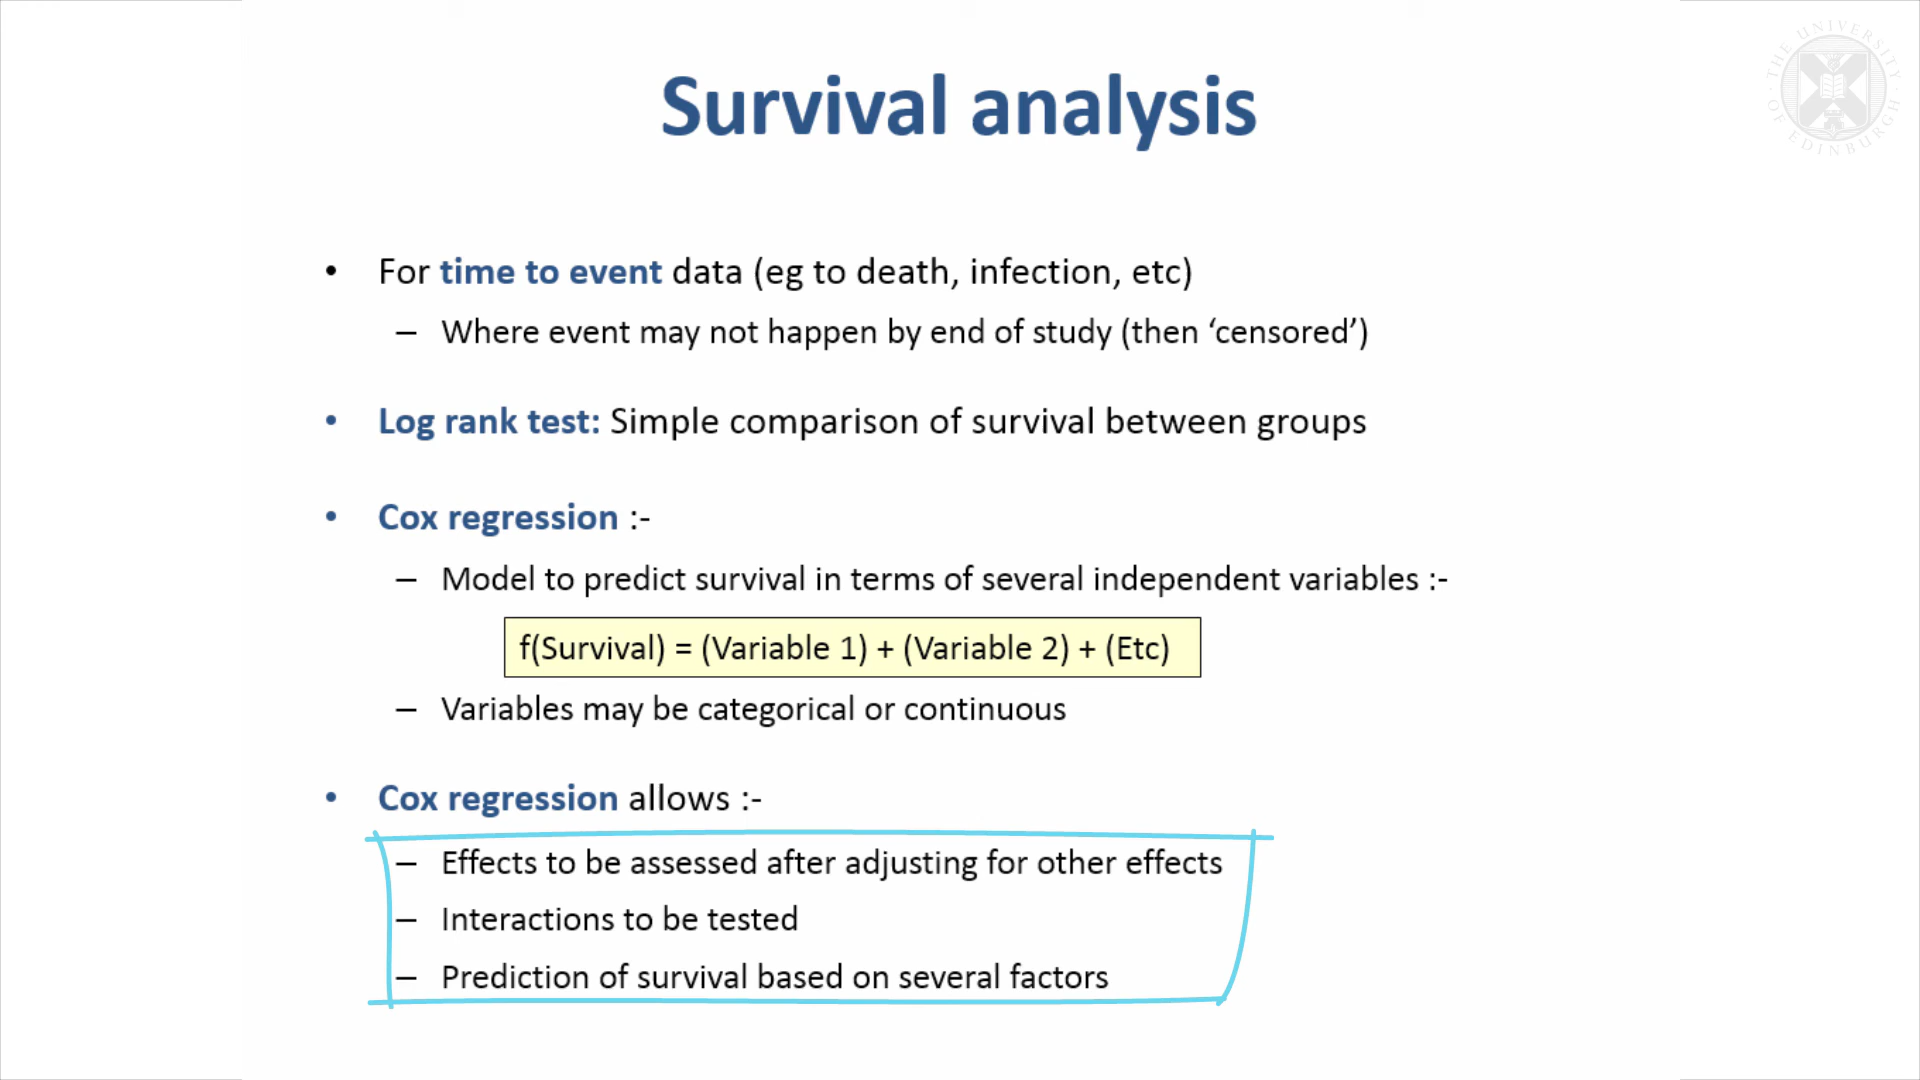 THE UNIVERSITY OF EDINBURGH
Survival analysis
• For time to event data (eg to death, infection, etc)
– Where event may not happen by end of study (then ‘censored’)
• Log rank test: Simple comparison of survival between groups
• Cox regression :-
– Model to predict survival in terms of several independent variables :-
f(Survival) = (Variable 1) + (Variable 2) + (Etc)
– Variables may be categorical or continuous
• Cox regression allows :-
– Effects to be assessed after adjusting for other effects
– Interactions to be tested
– Prediction of survival based on several factors